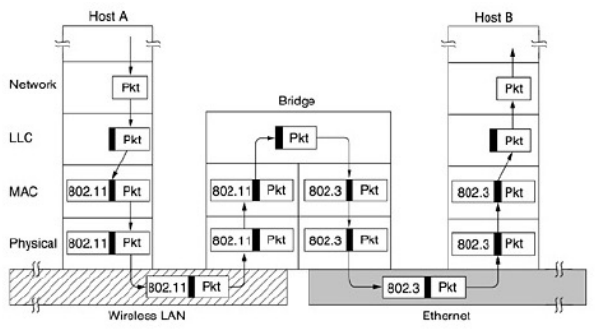 Host A
Host B
Network
Pkt
Pkt
Bridge
LLC
Pkt
Pkt
Pkt
MAC
802.11 Pkt
802.11 Pkt
802.3 Pkt
802.3 Pkt
Physical
802.11 Pkt
802.11 Pkt
802.3 Pkt
802.3 Pkt
802.11 Pkt
802.3 Pkt
Wireless LAN
Ethernet